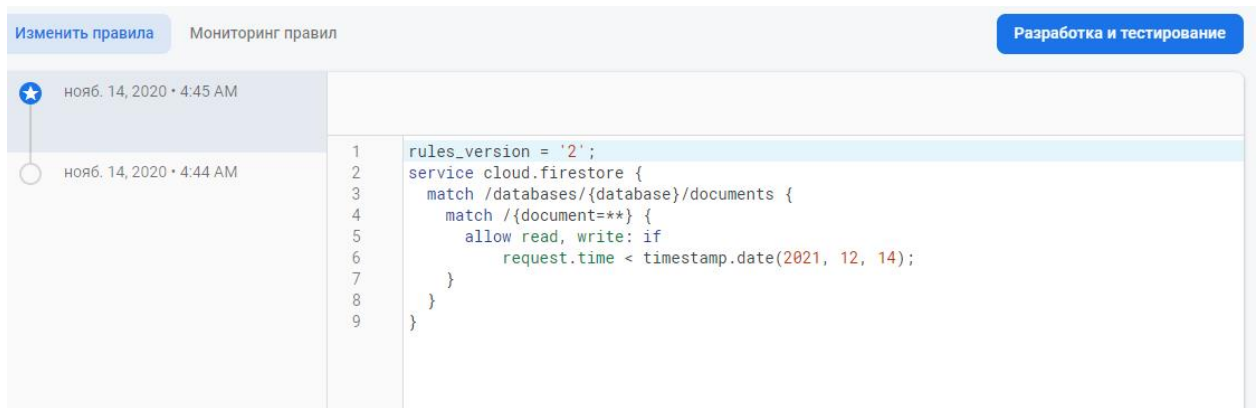 Изменить правила
Мониторинг правил
Разработка и тестирование
нояб. 14, 2020 • 4:45 AM
нояб. 14, 2020 • 4:44 AM
1 rules_version = '2';
2 service cloud.firestore {
3   match /databases/{database}/documents {
4     match /{document=**} {
5       allow read, write: if
6           request.time < timestamp.date(2021, 12, 14);
7     }
8   }
9 }